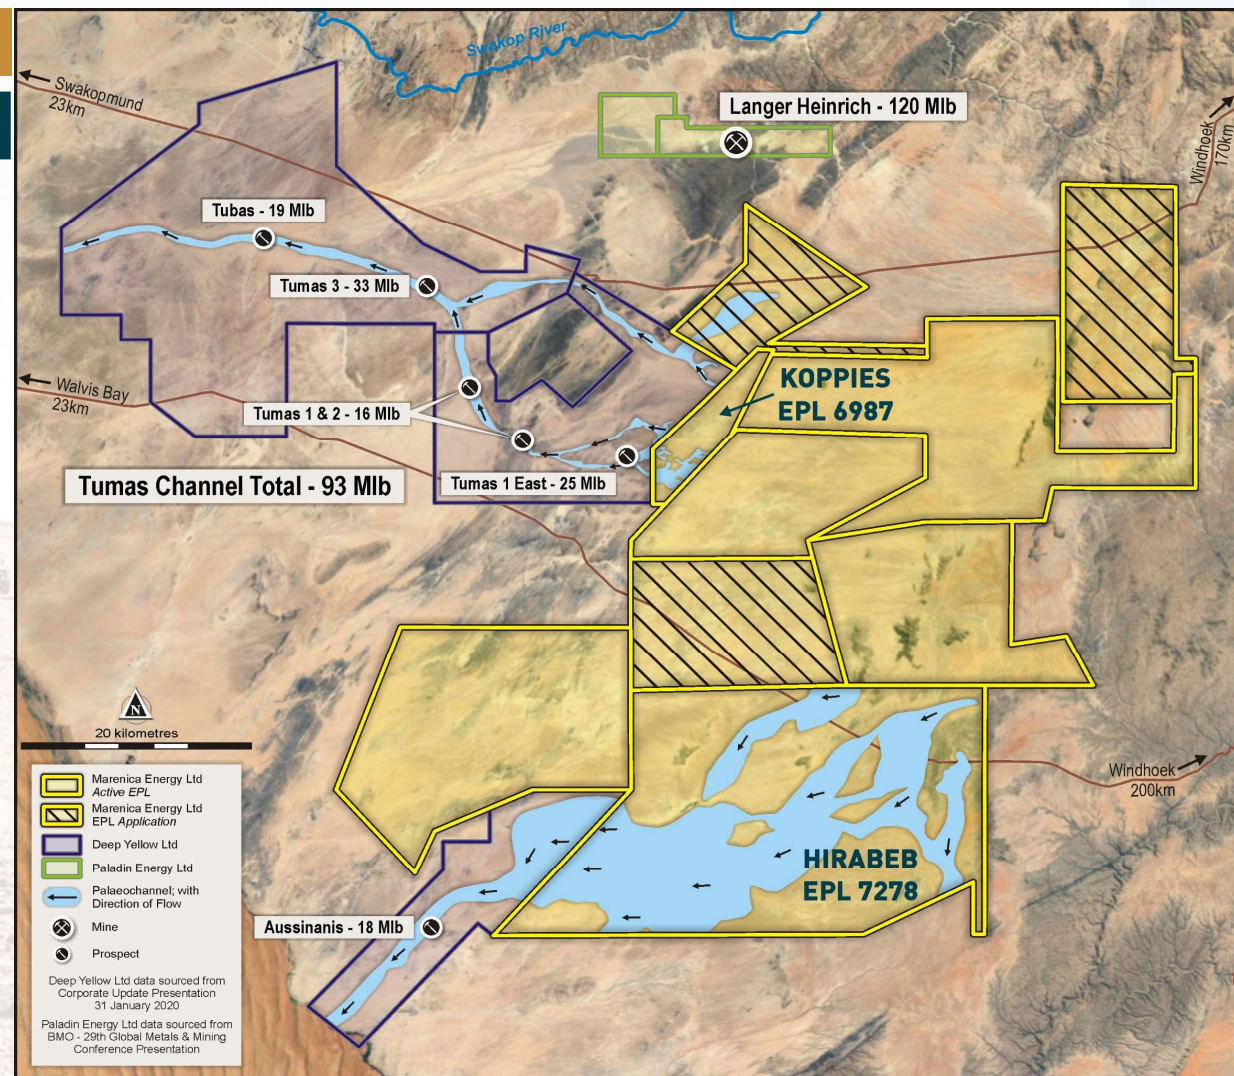 Swakop River
Swakopmund
23km
Langer Heinrich - 120 Mlb
Windhoek
170km
Tubas - 19 Mlb
Tumas 3 - 33 Mlb
Walvis Bay
23km
KOPPIES
EPL 6987
Tumas 1 & 2 - 16 Mlb
Tumas Channel Total - 93 Mlb
Tumas 1 East - 25 Mlb
N
20 kilometres
Windhoek
200km
HIRABEB
EPL 7278
Aussinanis - 18 Mlb
Marenica Energy Ltd
Active EPL
Marenica Energy Ltd
EPL Application
Deep Yellow Ltd
Paladin Energy Ltd
Palaeochannel; with
Direction of Flow
Mine
Prospect
Deep Yellow Ltd data sourced from
Corporate Update Presentation
31 January 2020
Paladin Energy Ltd data sourced from
BMO - 29th Global Metals & Mining
Conference Presentation